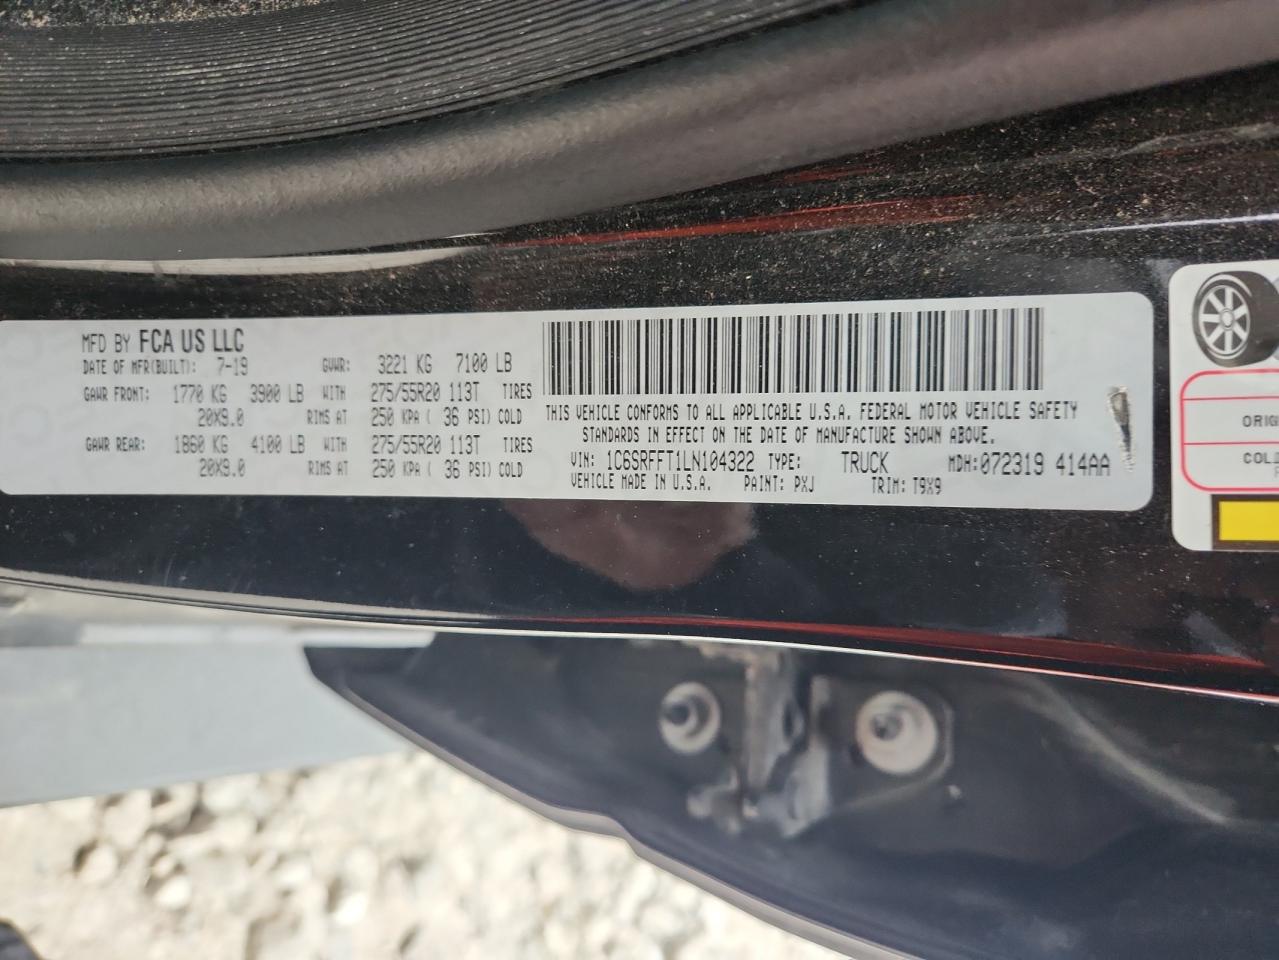 MFD BY FCA US LLC
DATE OF MFR(BUILT): 7-19 GVWR: 3221 KG 7100 LB
GAWR FRONT: 1770 KG 3900 LB WITH 275/55R20 113T TIRES
20X9.0 RIMS AT 250 KPA ( 36 PSI) COLD
GAWR REAR: 1860 KG 4100 LB WITH 275/55R20 113T TIRES
20X9.0 RIMS AT 250 KPA ( 36 PSI) COLD
THIS VEHICLE CONFORMS TO ALL APPLICABLE U.S.A. FEDERAL MOTOR VEHICLE SAFETY
STANDARDS IN EFFECT ON THE DATE OF MANUFACTURE SHOWN ABOVE.
VIN: 1C6SRFFT1LN104322 TYPE: TRUCK MDH:072319 414AA
VEHICLE MADE IN U.S.A. PAINT: PXJ TRIM: T9X9